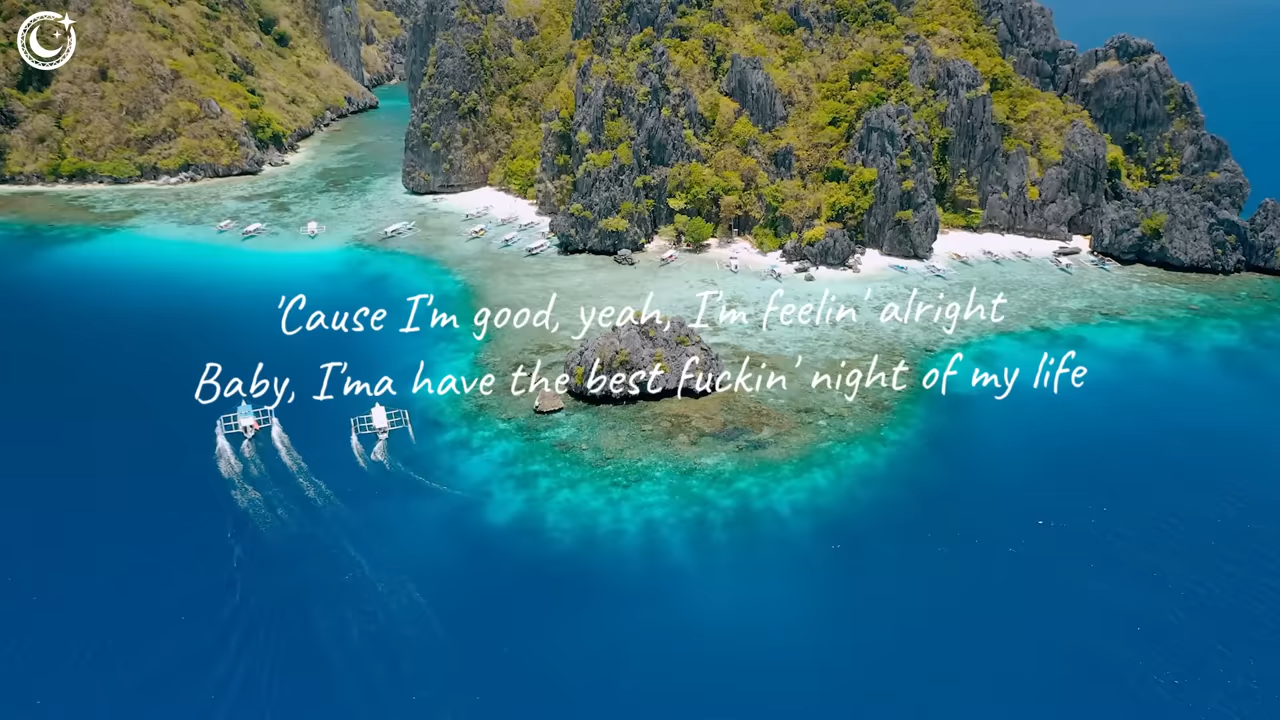 'Cause I'm good, yeah, I'm feelin' alright
Baby, I'ma have the best fuckin' night of my life